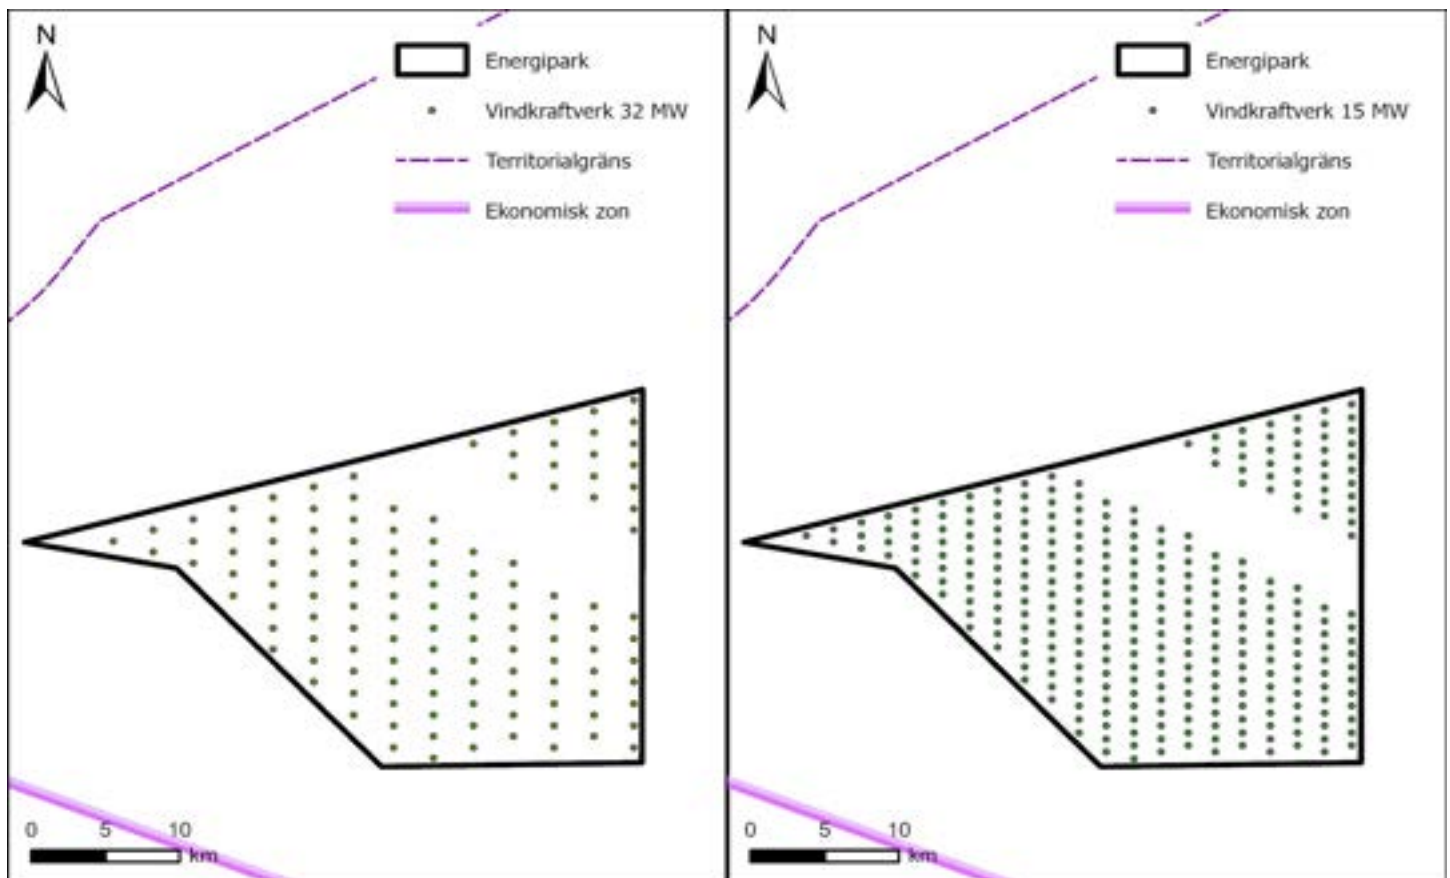 N
Energipark
Vindkraftverk 32 MW
Territorialgräns
Ekonomisk zon
0 5 10
km
N
Energipark
Vindkraftverk 15 MW
Territorialgräns
Ekonomisk zon
0 5 10
km